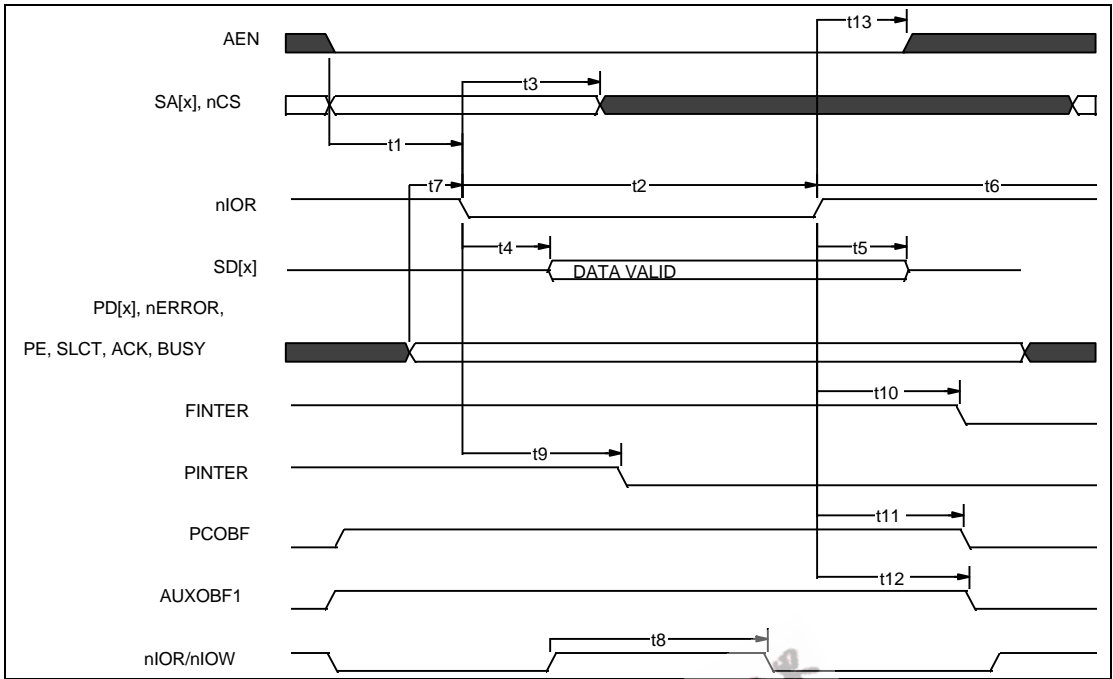 t13
AEN
t3
SA[x], nCS
t1
t7
t2
t6
nIOR
t4
t5
SD[x]
DATA VALID
PD[x], nERROR,
PE, SLCT, ACK, BUSY
t10
FINTER
t9
PINTER
t11
PCOBF
t12
AUXOBF1
t8
nIOR/nIOW